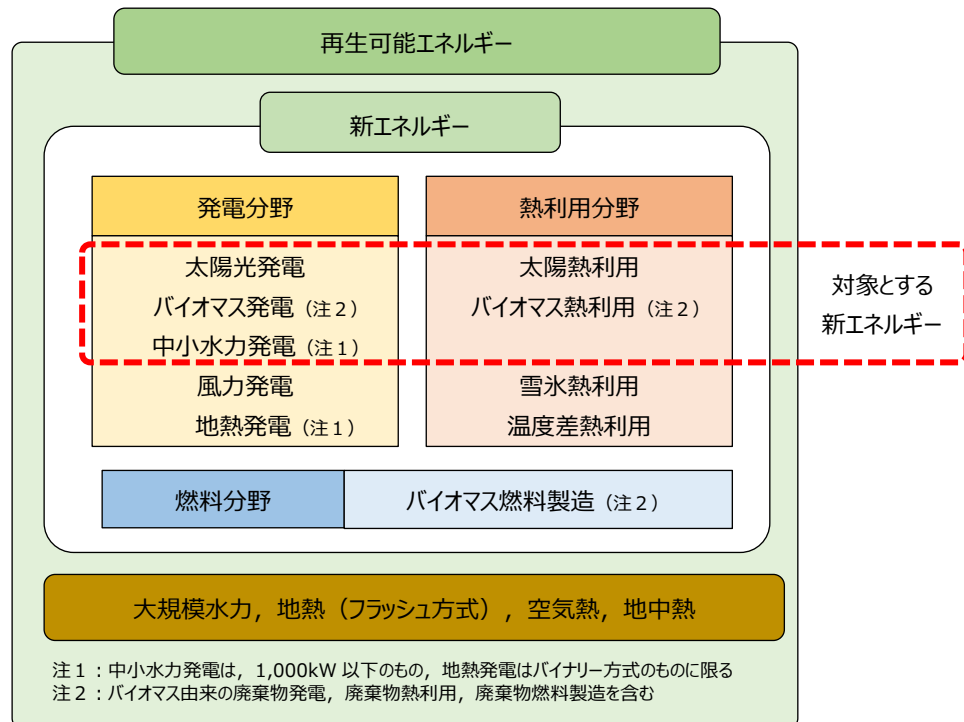 再生可能エネルギー
新エネルギー
発電分野
太陽光発電
バイオマス発電（注２）
中小水力発電（注１）
風力発電
地熱発電（注１）
熱利用分野
太陽熱利用
バイオマス熱利用（注２）
雪氷熱利用
温度差熱利用
対象とする
新エネルギー
燃料分野
バイオマス燃料製造（注２）
大規模水力，地熱（フラッシュ方式），空気熱，地中熱
注１：中小水力発電は，1,000kW 以下のもの，地熱発電はバイナリー方式のものに限る
注２：バイオマス由来の廃棄物発電，廃棄物熱利用，廃棄物燃料製造を含む